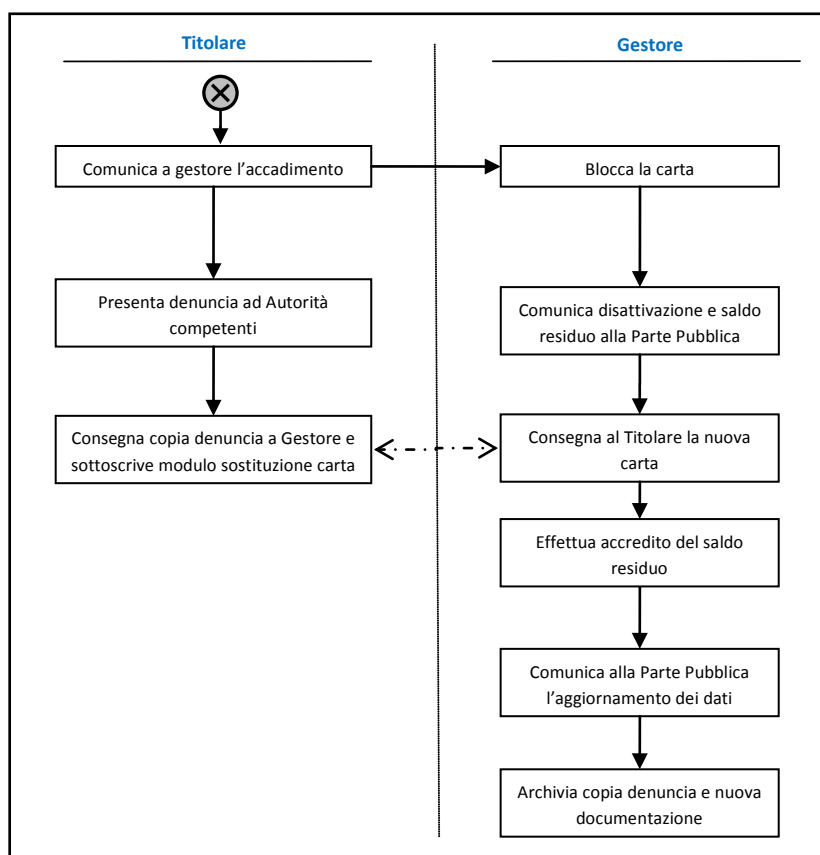 Titolare
Gestore
Comunica a gestore l’accadimento
Blocca la carta
Presenta denuncia ad Autorità
competenti
Comunica disattivazione e saldo
residuo alla Parte Pubblica
Consegna copia denuncia a Gestore e
sottoscrive modulo sostituzione carta
Consegna al Titolare la nuova
carta
Effettua accredito del saldo
residuo
Comunica alla Parte Pubblica
l’aggiornamento dei dati
Archivia copia denuncia e nuova
documentazione